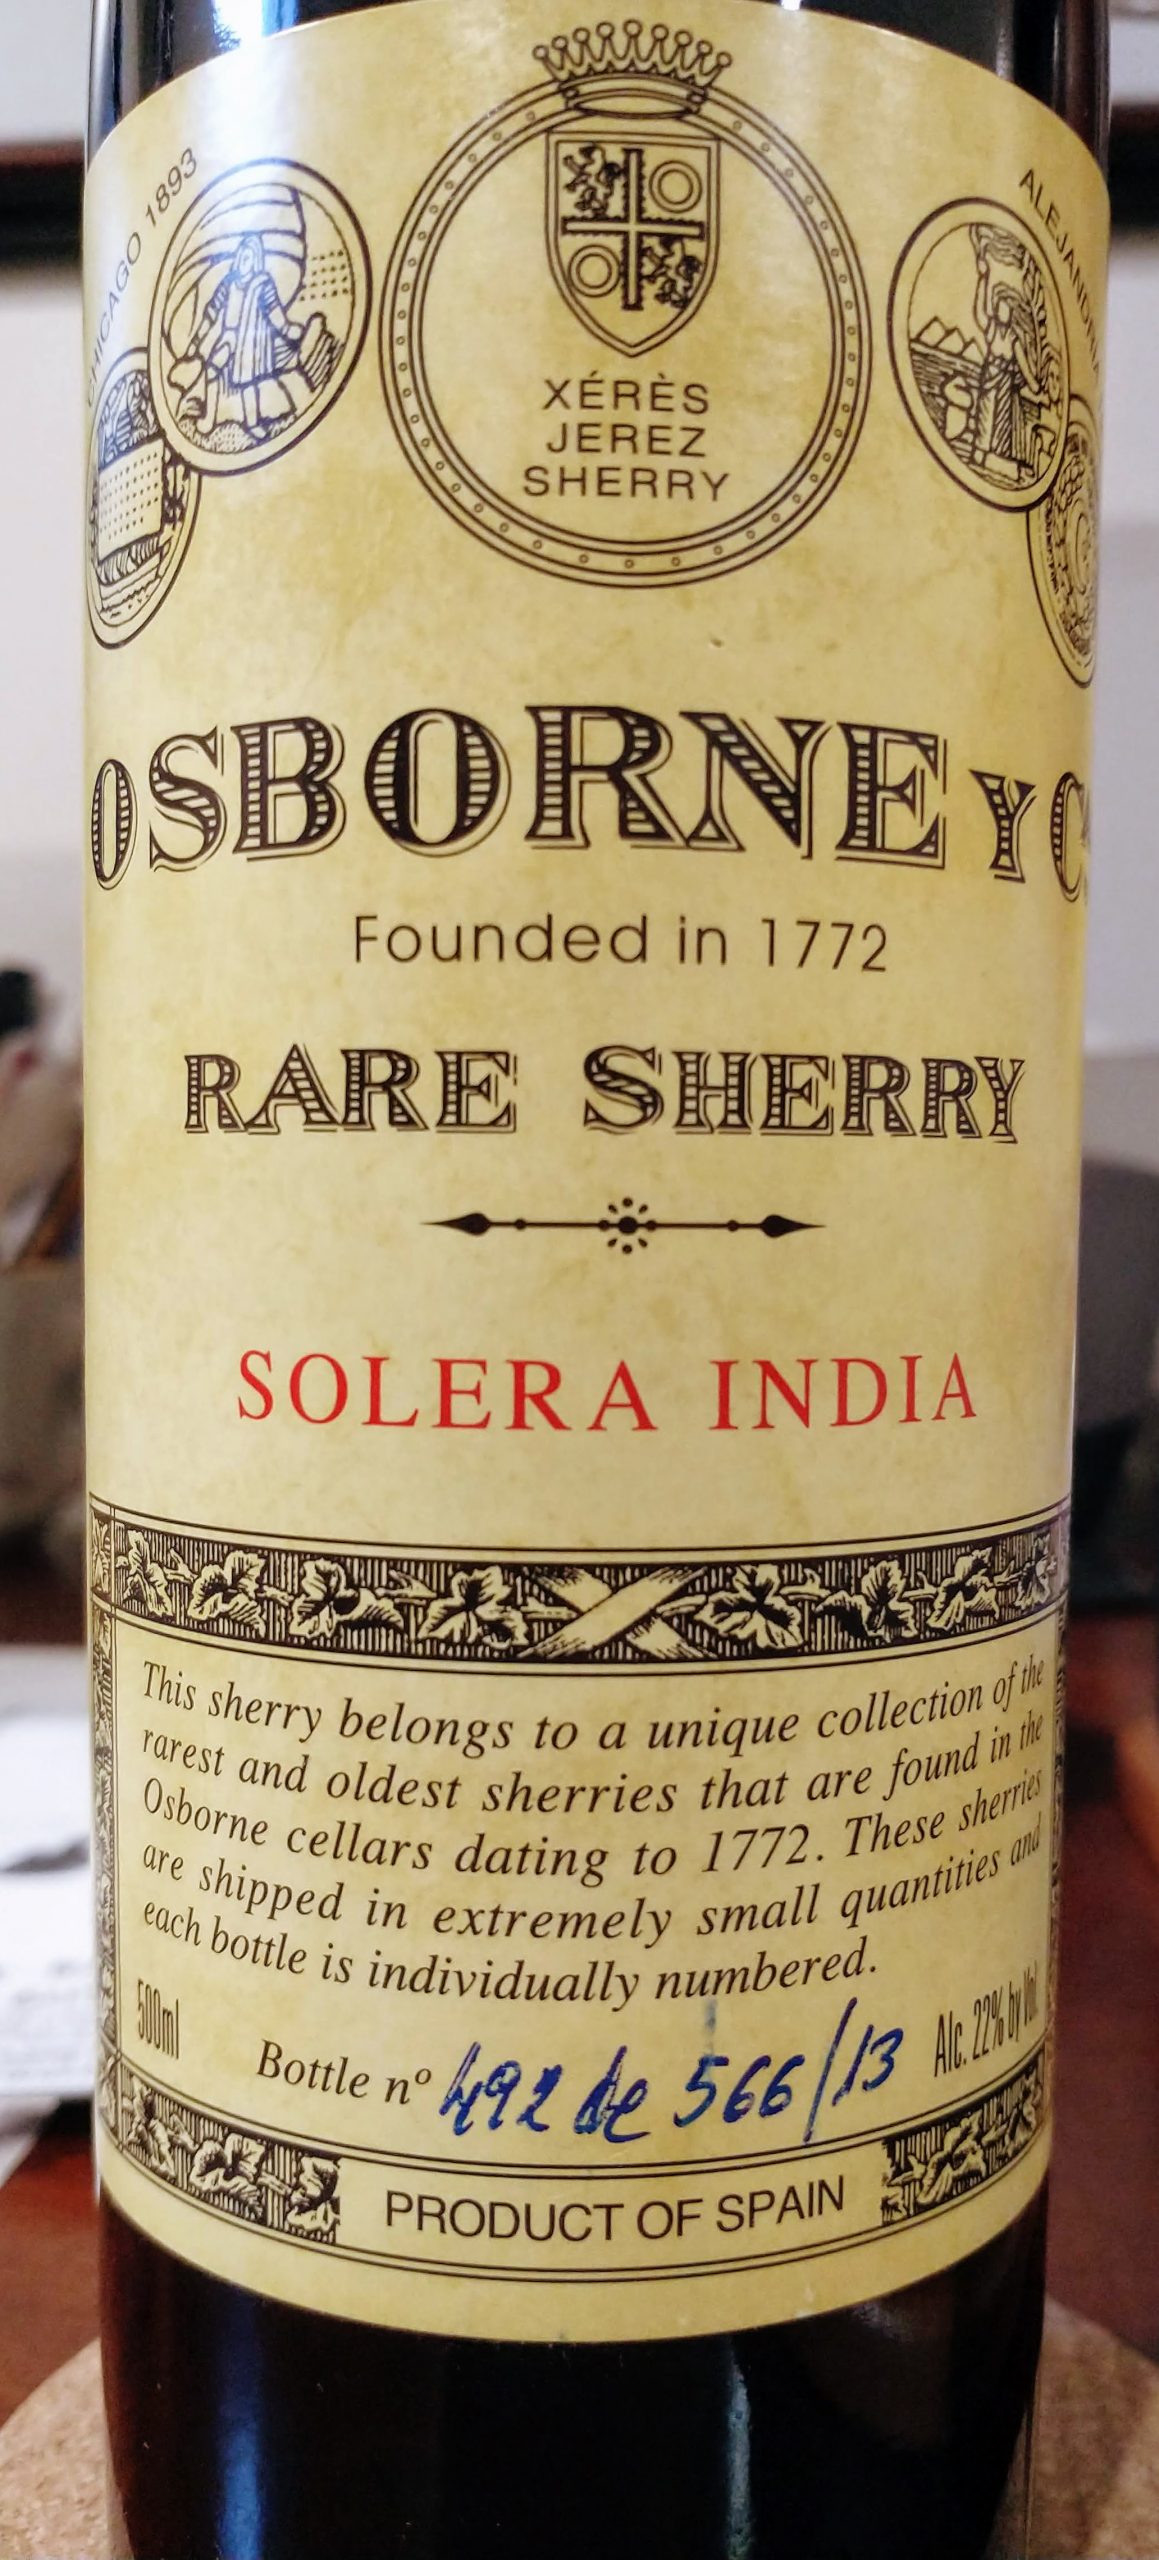 CHICAGO 1893
ALEJANDRIA
XÉRÈS
JEREZ
SHERRY
OSBORNE Y Cª
Founded in 1772
RARE SHERRY
SOLERA INDIA
This sherry belongs to a unique collection of the
rarest and oldest sherries that are found in the
Osborne cellars dating to 1772. These sherries
are shipped in extremely small quantities and
each bottle is individually numbered.
500ml
Bottle nº 492 de 566/13
Alc. 22% by Vol.
PRODUCT OF SPAIN